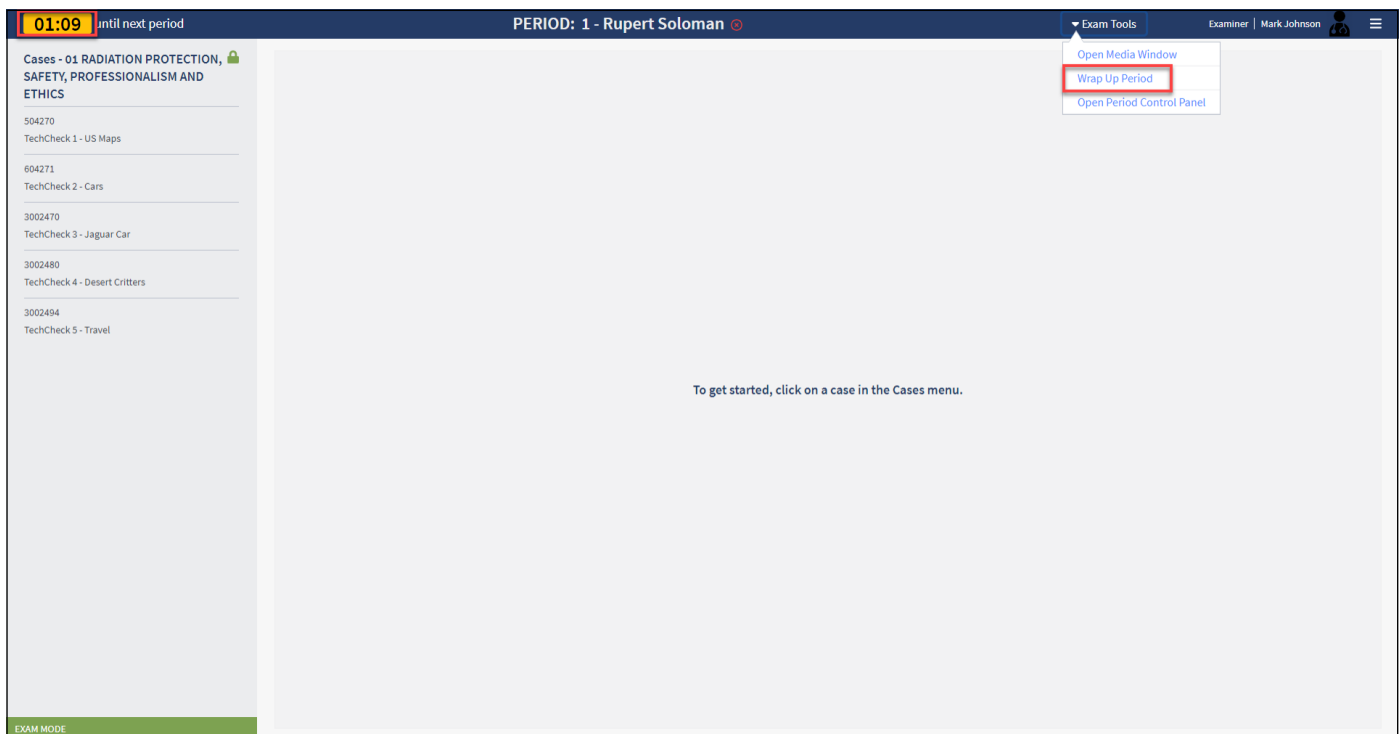 01:09 until next period
PERIOD: 1 - Rupert Soloman
Exam Tools
Examiner | Mark Johnson
Open Media Window
Wrap Up Period
Open Period Control Panel
Cases - 01 RADIATION PROTECTION,
SAFETY, PROFESSIONALISM AND
ETHICS
504270
TechCheck 1 - US Maps
604271
TechCheck 2 - Cars
3002470
TechCheck 3 - Jaguar Car
3002480
TechCheck 4 - Desert Critters
3002494
TechCheck 5 - Travel
To get started, click on a case in the Cases menu.
EXAM MODE